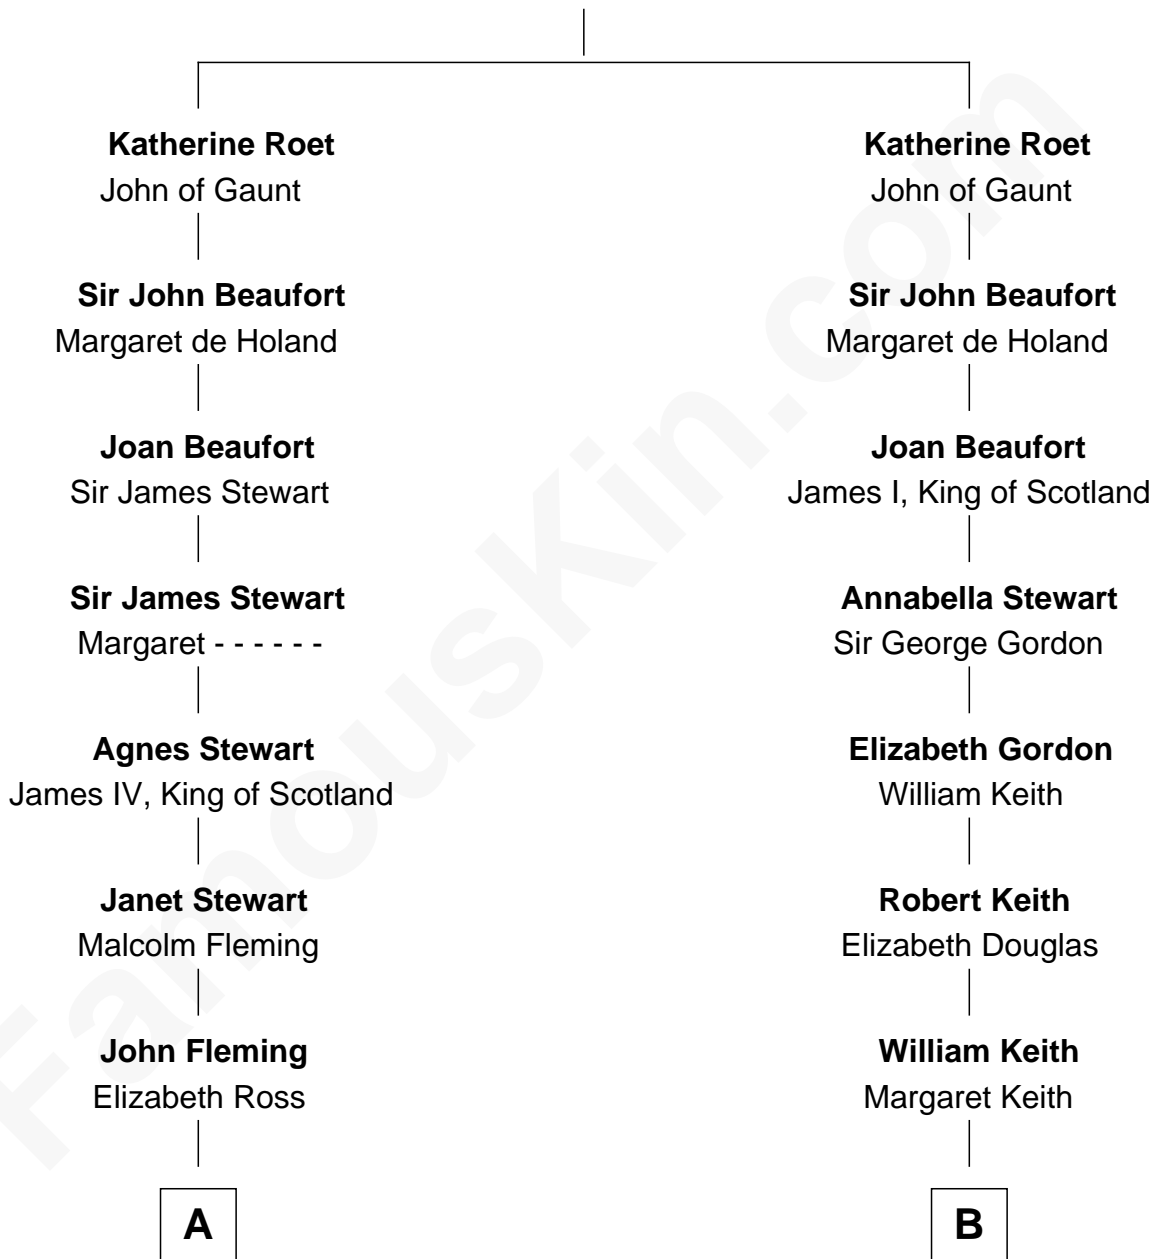 Katherine Roet
John of Gaunt
Sir John Beaufort
Margaret de Holand
Joan Beaufort
Sir James Stewart
Sir James Stewart
Margaret - - - - - -
Agnes Stewart
James IV, King of Scotland
Janet Stewart
Malcolm Fleming
John Fleming
Elizabeth Ross
A
Katherine Roet
John of Gaunt
Sir John Beaufort
Margaret de Holand
Joan Beaufort
James I, King of Scotland
Annabella Stewart
Sir George Gordon
Elizabeth Gordon
William Keith
Robert Keith
Elizabeth Douglas
William Keith
Margaret Keith
B
FamousKin.com